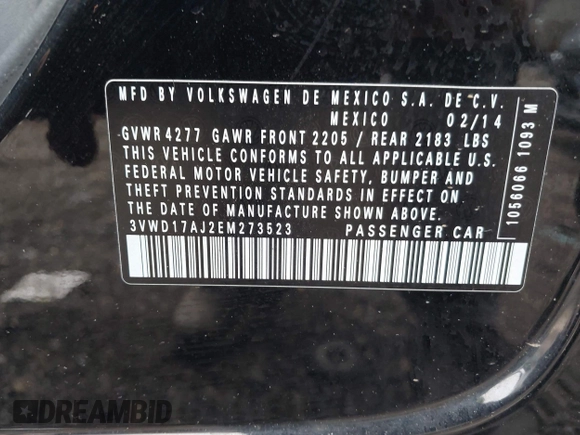 MFD BY VOLKSWAGEN DE MEXICO S.A. DE C.V.
MEXICO 02/14
GVWR 4277 GAWR FRONT 2205 / REAR 2183 LBS
THIS VEHICLE CONFORMS TO ALL APPLICABLE U.S.
FEDERAL MOTOR VEHICLE SAFETY, BUMPER AND
THEFT PREVENTION STANDARDS IN EFFECT ON
THE DATE OF MANUFACTURE SHOWN ABOVE.
3VWD17AJ2EM273523 PASSENGER CAR
1056066 1093 M
DREAMBID